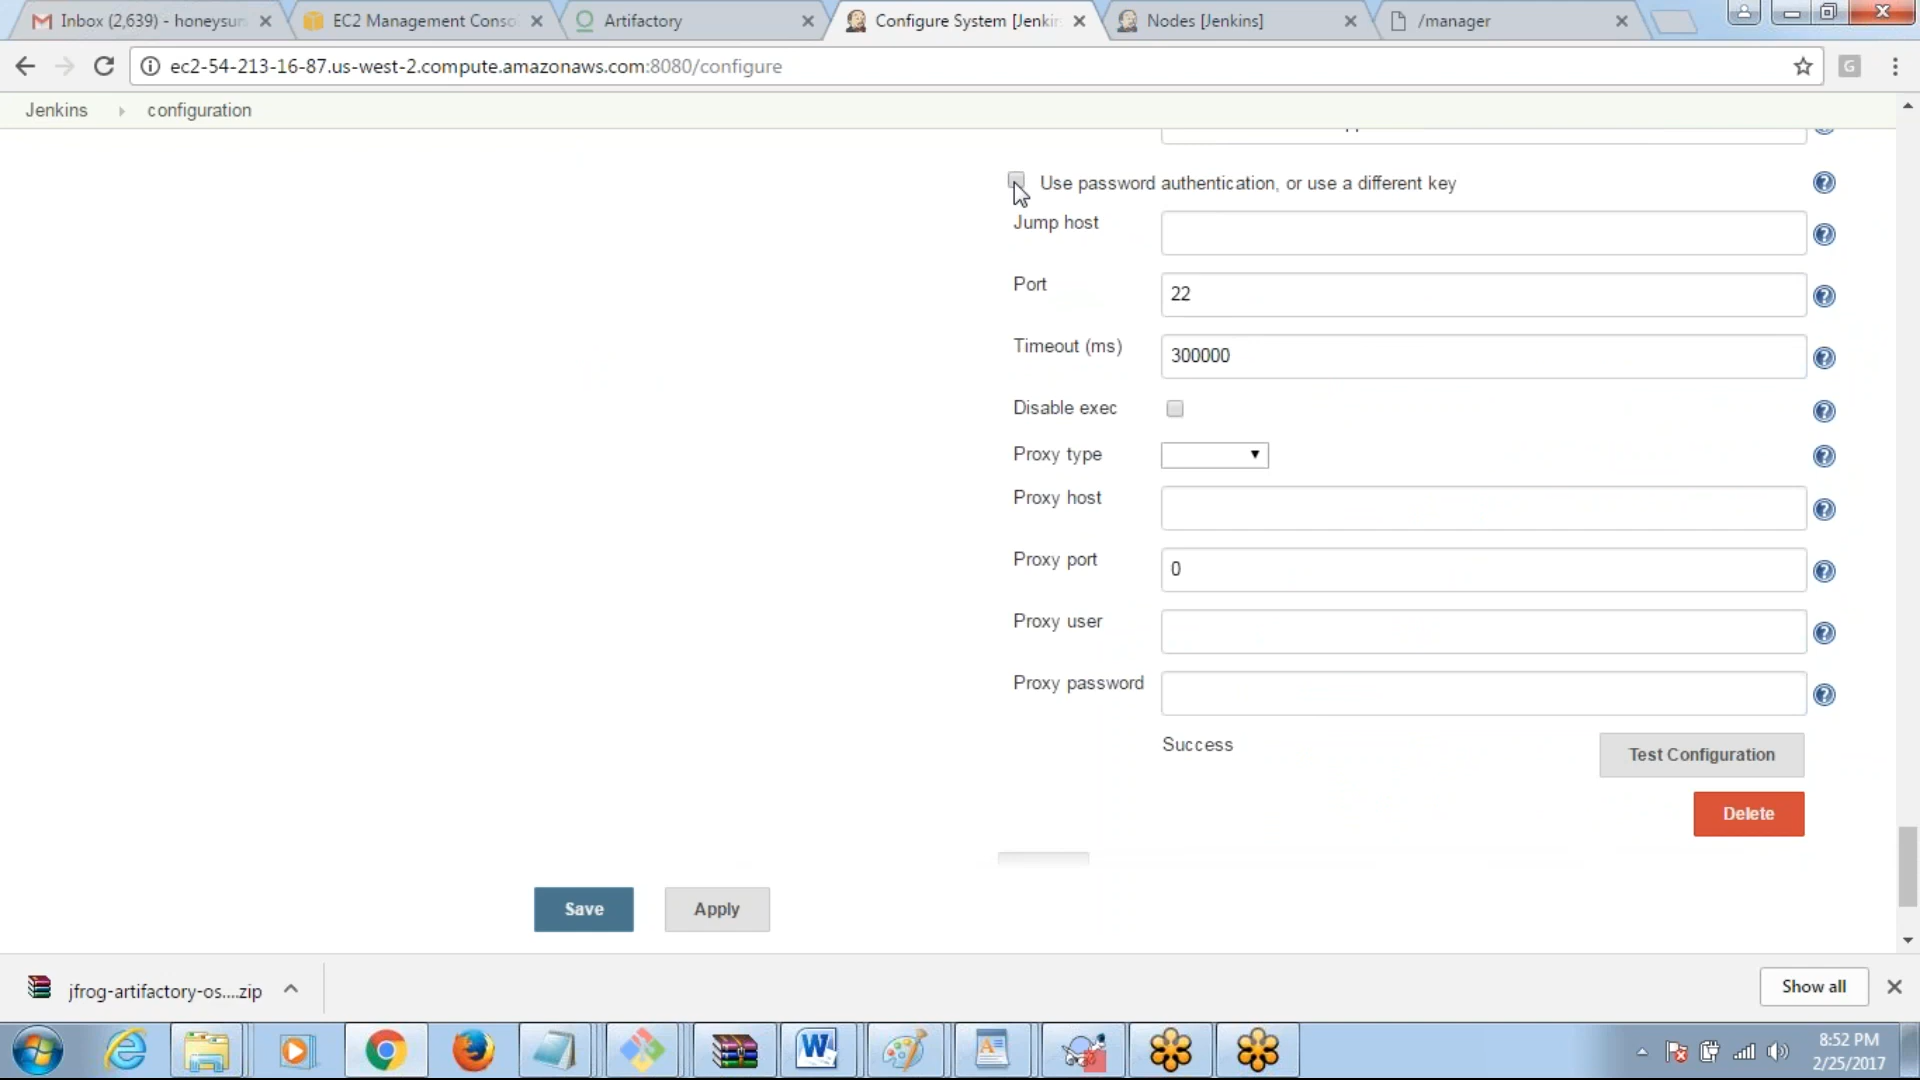 Inbox (2,639) - honeysun
EC2 Management Conso
Artifactory
Configure System [Jenkin
Nodes [Jenkins]
/manager
ec2-54-213-16-87.us-west-2.compute.amazonaws.com:8080/configure
G
Jenkins
configuration
Use password authentication, or use a different key
Jump host
Port
22
Timeout (ms)
300000
Disable exec
Proxy type
Proxy host
Proxy port
0
Proxy user
Proxy password
Success
Test Configuration
Delete
Save
Apply
jfrog-artifactory-os....zip
Show all
8:52 PM
2/25/2017